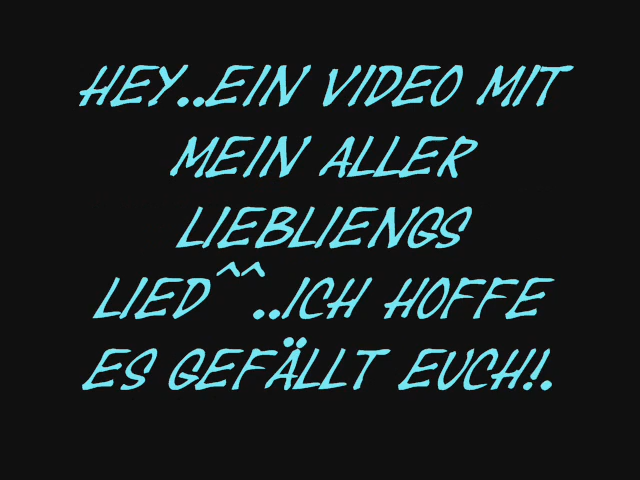 HEY..EIN VIDEO MIT
MEIN ALLER
LIEBLIENGS
LIED^^..ICH HOFFE
ES GEFÄLLT EUCH!.